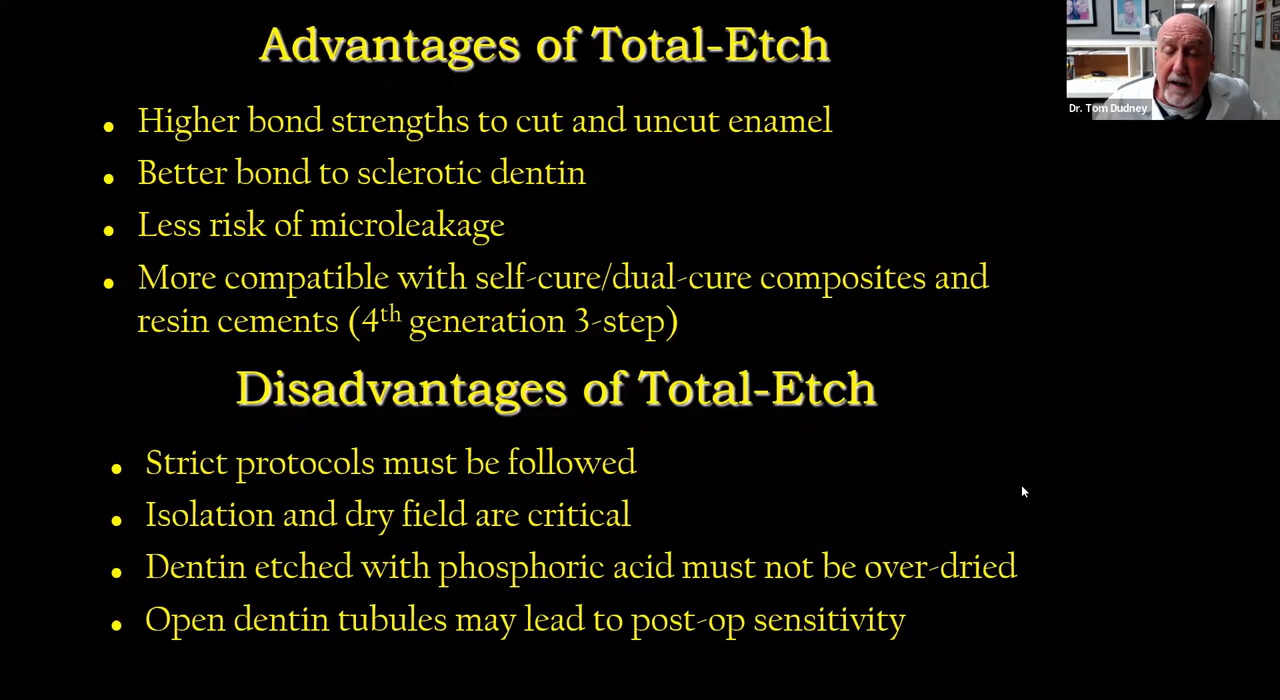 Advantages of Total-Etch
• Higher bond strengths to cut and uncut enamel
• Better bond to sclerotic dentin
• Less risk of microleakage
• More compatible with self-cure/dual-cure composites and
resin cements (4th generation 3-step)
Disadvantages of Total-Etch
• Strict protocols must be followed
• Isolation and dry field are critical
• Dentin etched with phosphoric acid must not be over-dried
• Open dentin tubules may lead to post-op sensitivity
Dr. Tom Dudney